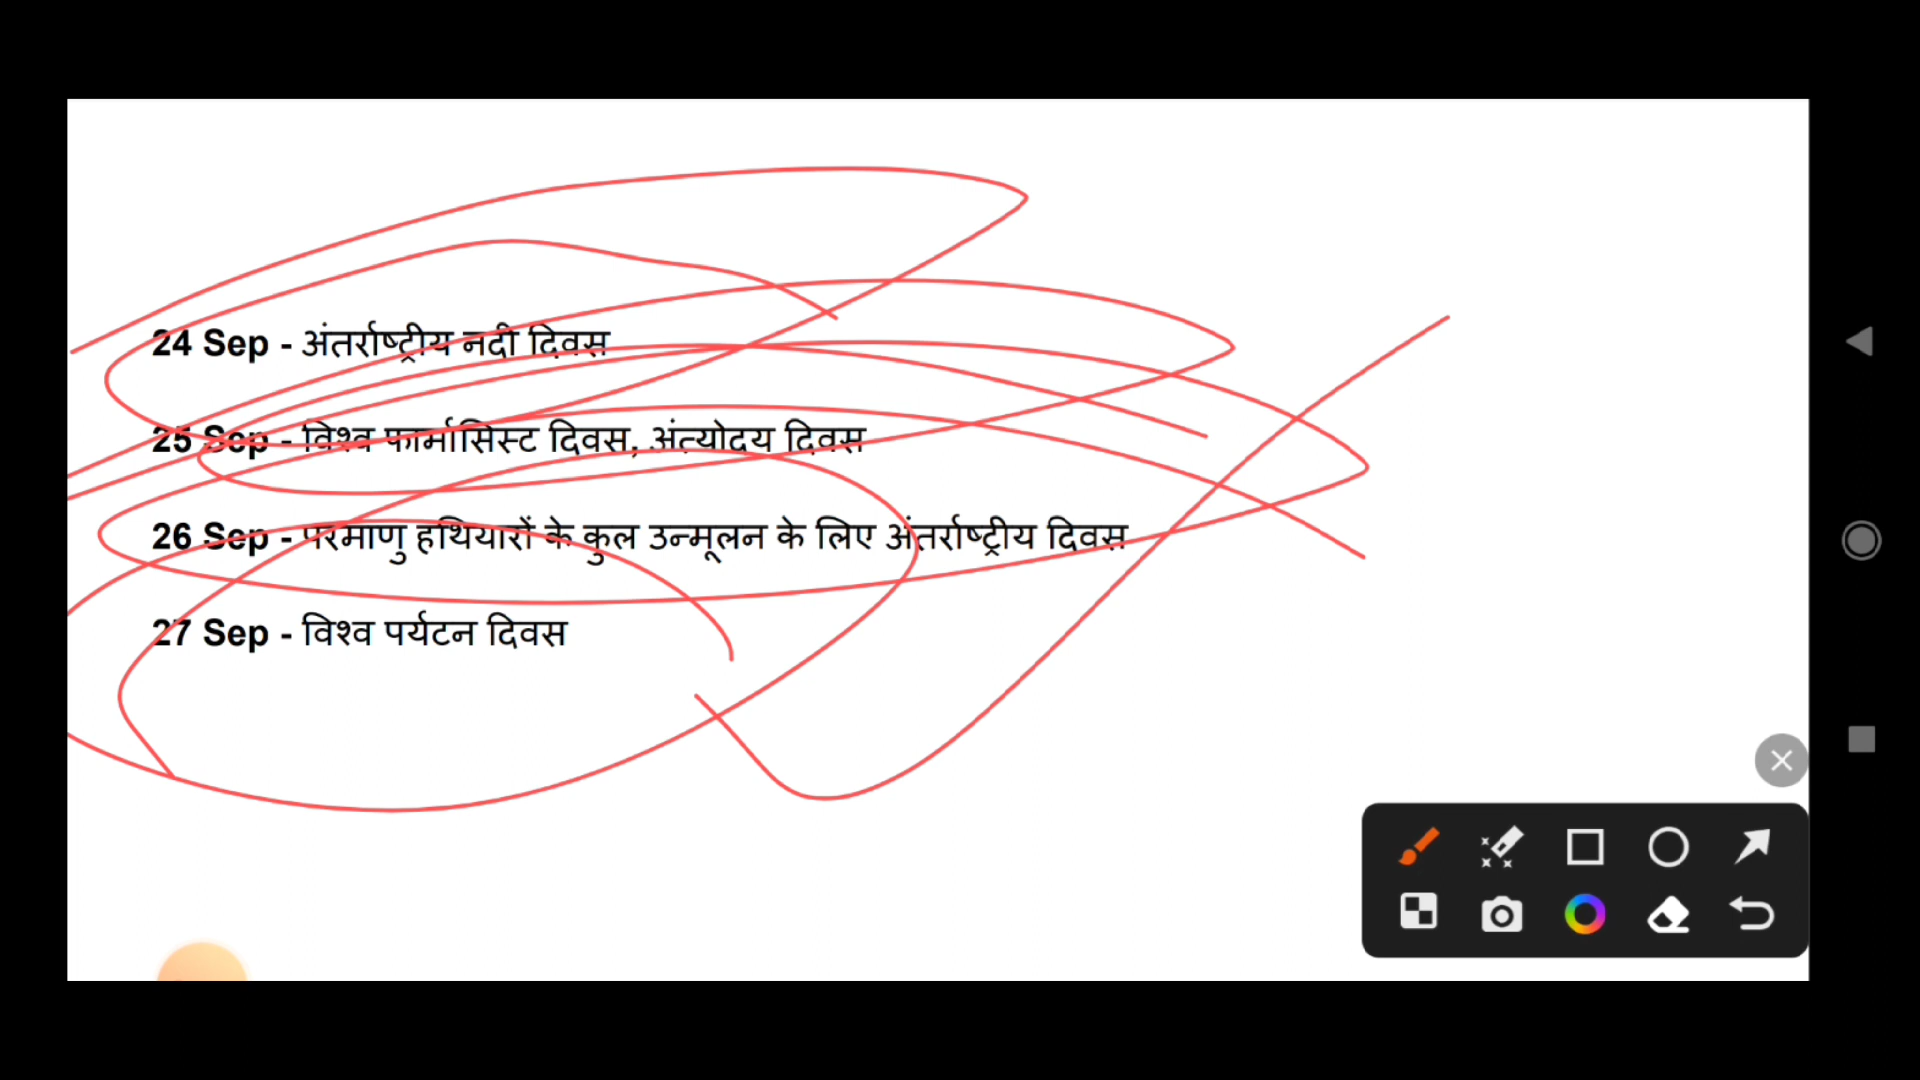 24 Sep - अंतर्राष्ट्रीय नदी दिवस
25 Sep - विश्व फार्मासिस्ट दिवस, अंत्योदय दिवस
26 Sep - परमाणु हथियारों के कुल उन्मूलन के लिए अंतर्राष्ट्रीय दिवस
27 Sep - विश्व पर्यटन दिवस